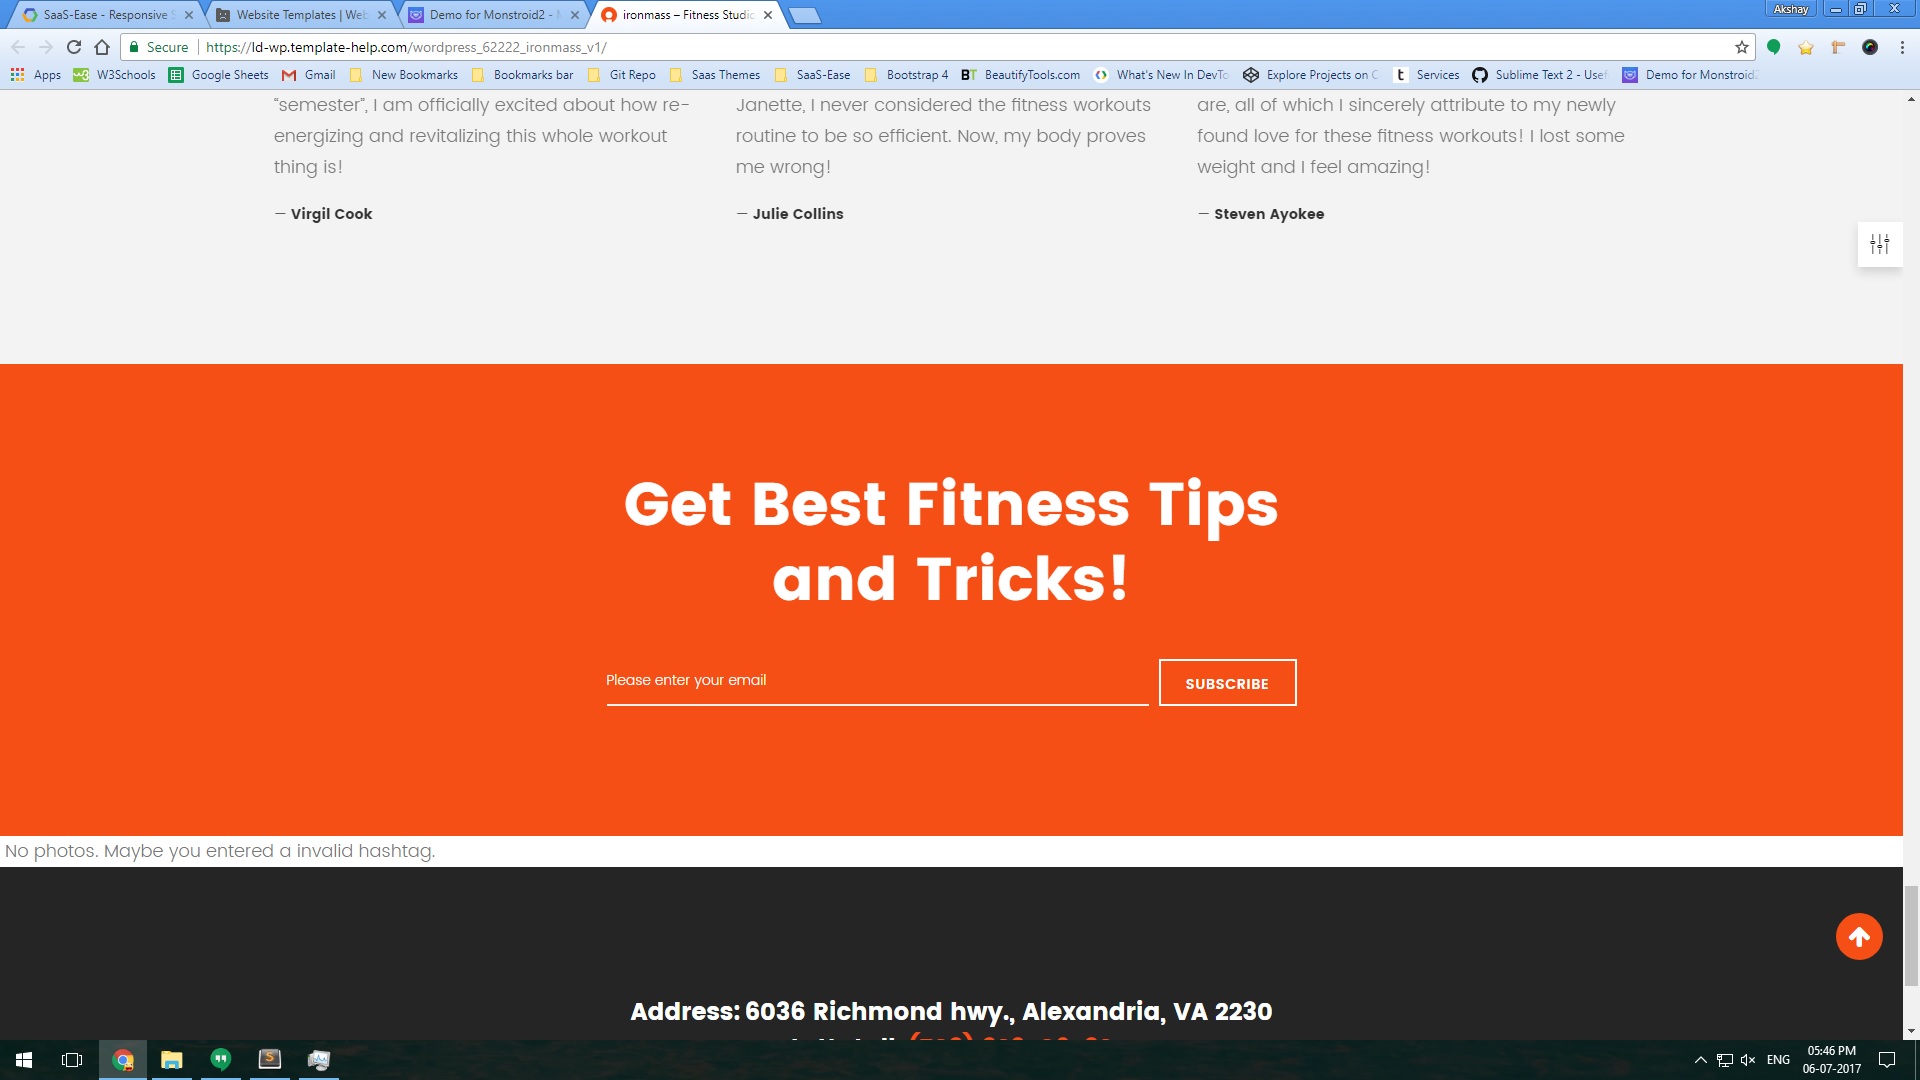 SaaS-Ease - Responsive S
Website Templates | Web
Demo for Monstroid2 -
ironmass – Fitness Studio
Akshay
Secure
https://ld-wp.template-help.com/wordpress_62222_ironmass_v1/
Apps
W3Schools
Google Sheets
Gmail
New Bookmarks
Bookmarks bar
Git Repo
Saas Themes
SaaS-Ease
Bootstrap 4
BT BeautifyTools.com
What's New In DevTo
Explore Projects on C
t Services
Sublime Text 2 - Usef
Demo for Monstroid2
"semester", I am officially excited about how re-
energizing and revitalizing this whole workout
thing is!
— Virgil Cook
Janette, I never considered the fitness workouts
routine to be so efficient. Now, my body proves
me wrong!
— Julie Collins
are, all of which I sincerely attribute to my newly
found love for these fitness workouts! I lost some
weight and I feel amazing!
— Steven Ayokee
Get Best Fitness Tips
and Tricks!
Please enter your email
SUBSCRIBE
No photos. Maybe you entered a invalid hashtag.
Address: 6036 Richmond hwy., Alexandria, VA 2230
ENG
05:46 PM
06-07-2017